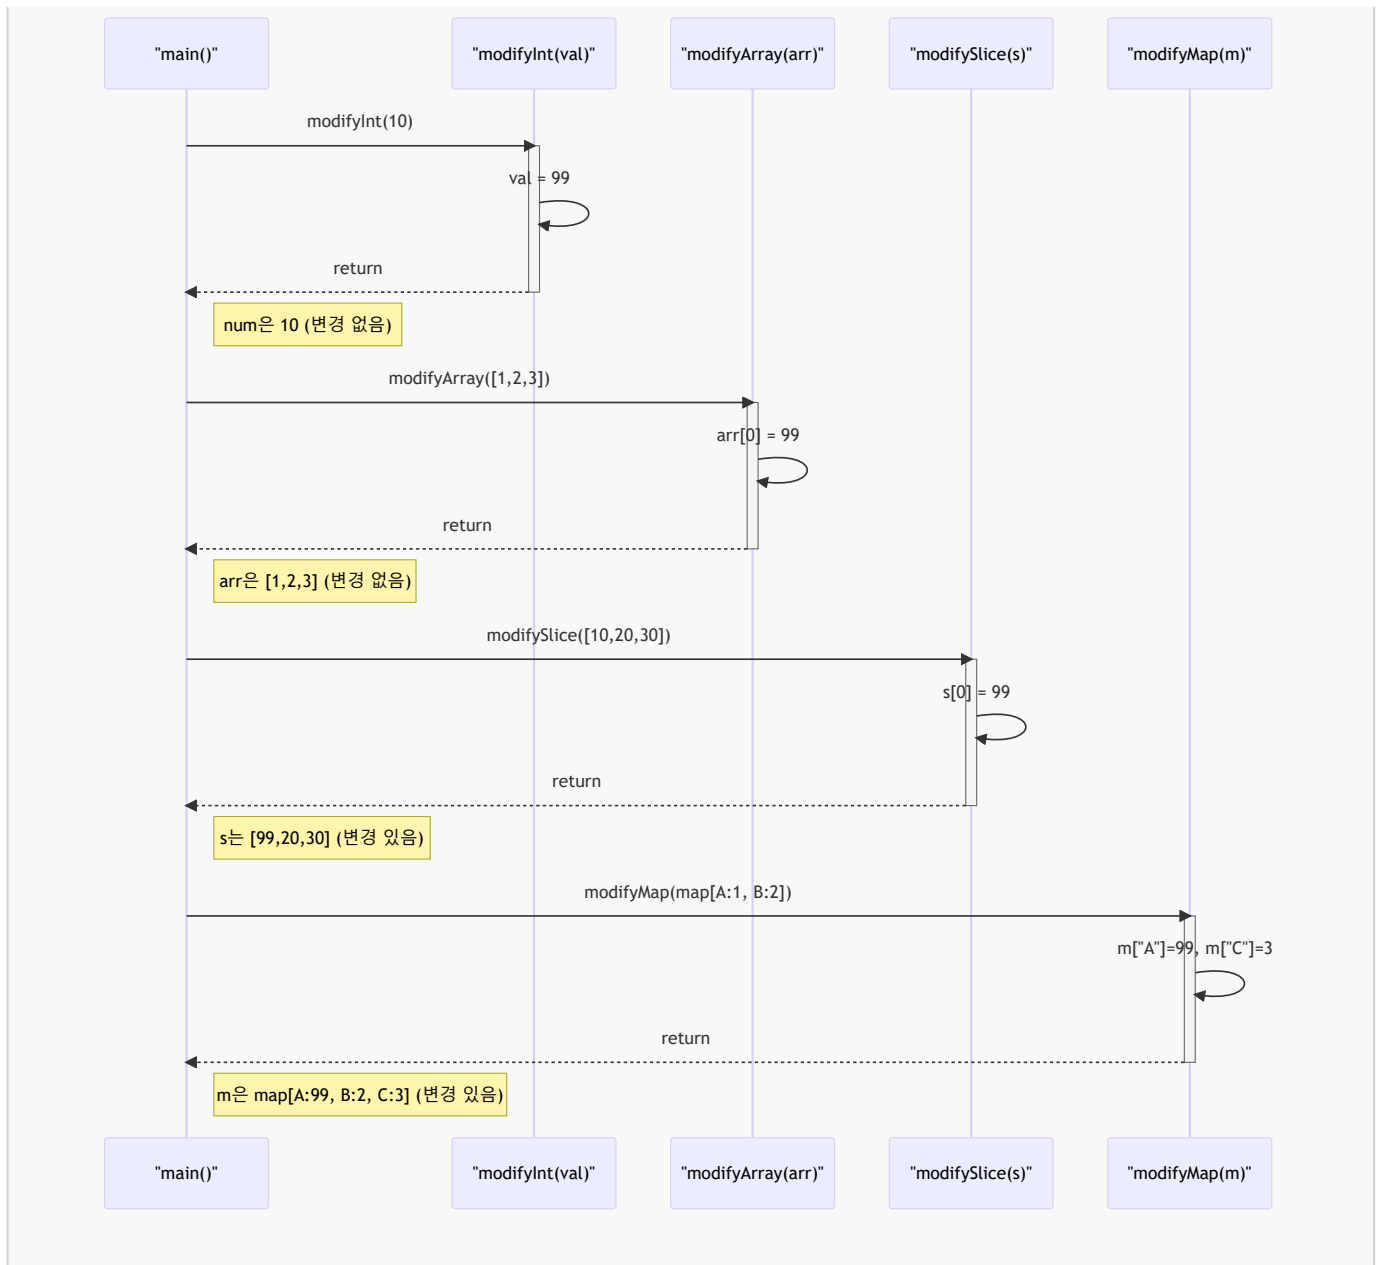 "main()"
"modifyInt(val)"
"modifyArray(arr)"
"modifySlice(s)"
"modifyMap(m)"
modifyInt(10)
val = 99
return
num은 10 (변경 없음)
modifyArray([1,2,3])
arr[0] = 99
return
arr은 [1,2,3] (변경 없음)
modifySlice([10,20,30])
s[0] = 99
return
s는 [99,20,30] (변경 있음)
modifyMap(map[A:1, B:2])
m["A"]=99, m["C"]=3
return
m은 map[A:99, B:2, C:3] (변경 있음)
"main()"
"modifyInt(val)"
"modifyArray(arr)"
"modifySlice(s)"
"modifyMap(m)"